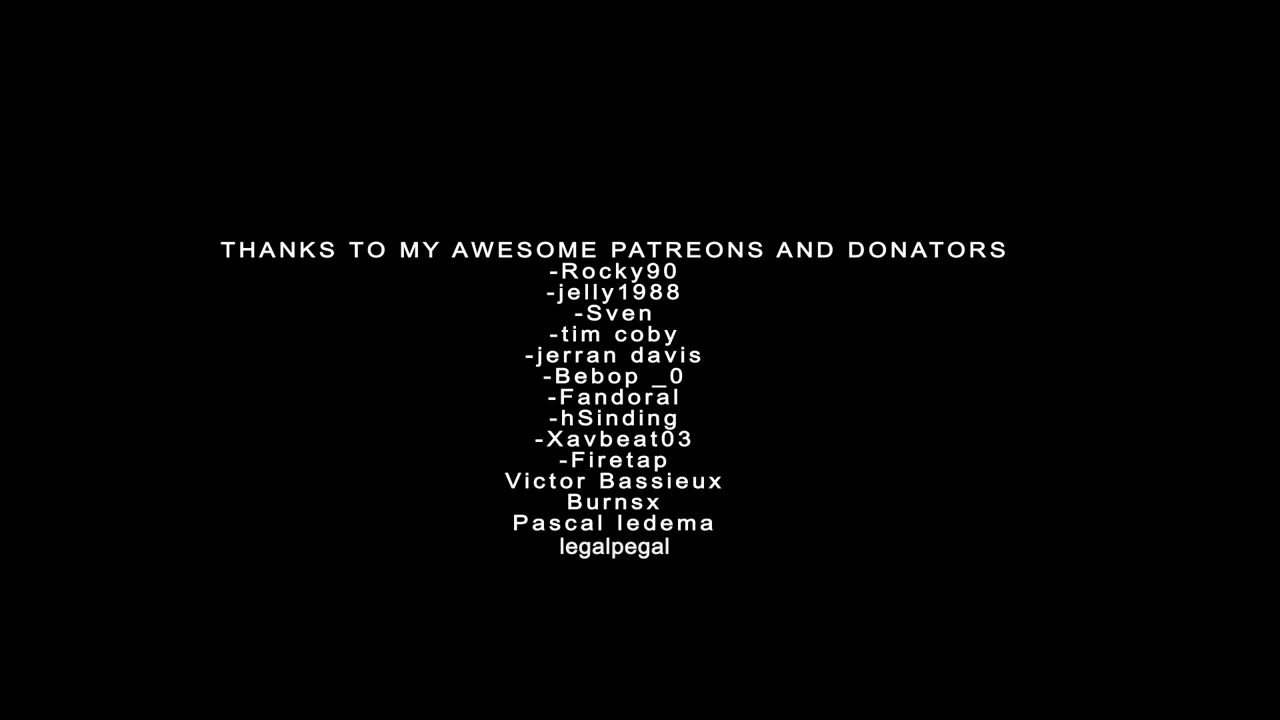 THANKS TO MY AWESOME PATREONS AND DONATORS
-Rocky90
-jelly1988
-Sven
-tim coby
-jerran davis
-Bebop _0
-Fandoral
-hSinding
-Xavbeat03
-Firetap
Victor Bassieux
Burnsx
Pascal Iedema
legalpegal